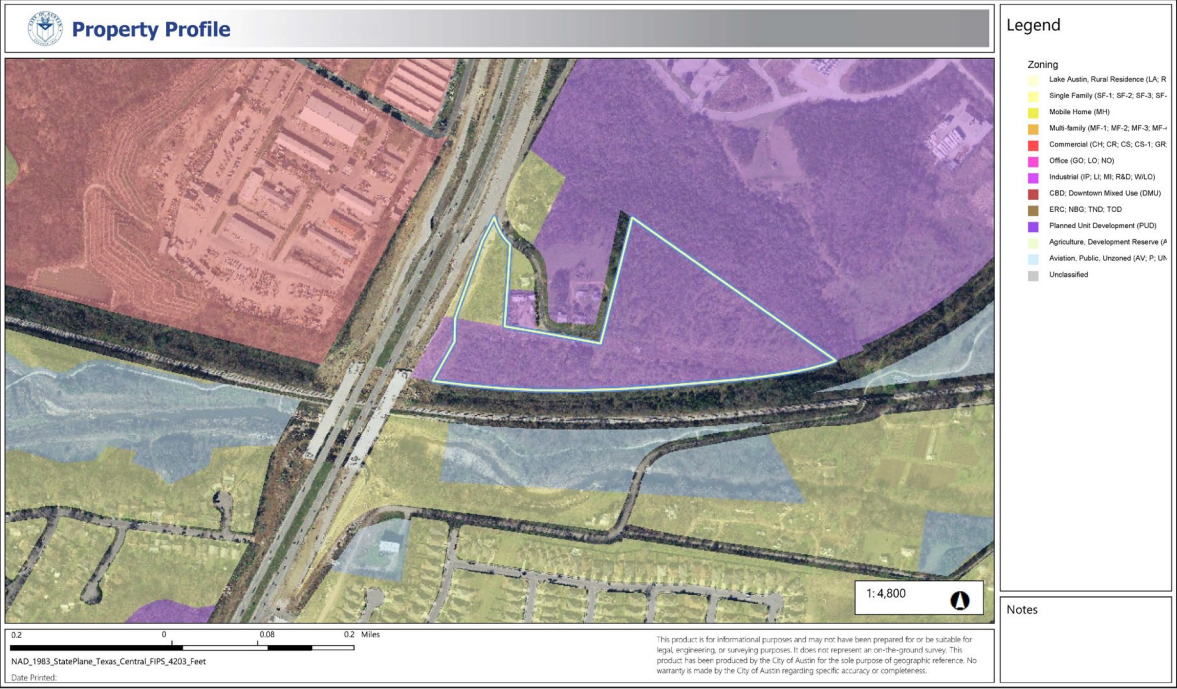 Property Profile
Legend
Zoning
Lake Austin, Rural Residence (LA; R
Single Family (SF-1; SF-2; SF-3; SF-
Mobile Home (MH)
Multi-family (MF-1; MF-2; MF-3; MF-
Commercial (CH; CR; CS; CS-1; GR;
Office (GO; LO; NO)
Industrial (IP; LI; MI; R&D; W/LO)
CBD; Downtown Mixed Use (DMU)
ERC; NBG; TND; TOD
Planned Unit Development (PUD)
Agriculture, Development Reserve (A
Aviation, Public, Unzoned (AV; P; UN
Unclassified
1: 4,800
Notes
0.2 0 0.08 0.2 Miles
NAD_1983_StatePlane_Texas_Central_FIPS_4203_Feet
Date Printed:
This product is for informational purposes and may not have been prepared for or be suitable for
legal, engineering, or surveying purposes. It does not represent an on-the-ground survey. This
product has been produced by the City of Austin for the sole purpose of geographic reference. No
warranty is made by the City of Austin regarding specific accuracy or completeness.